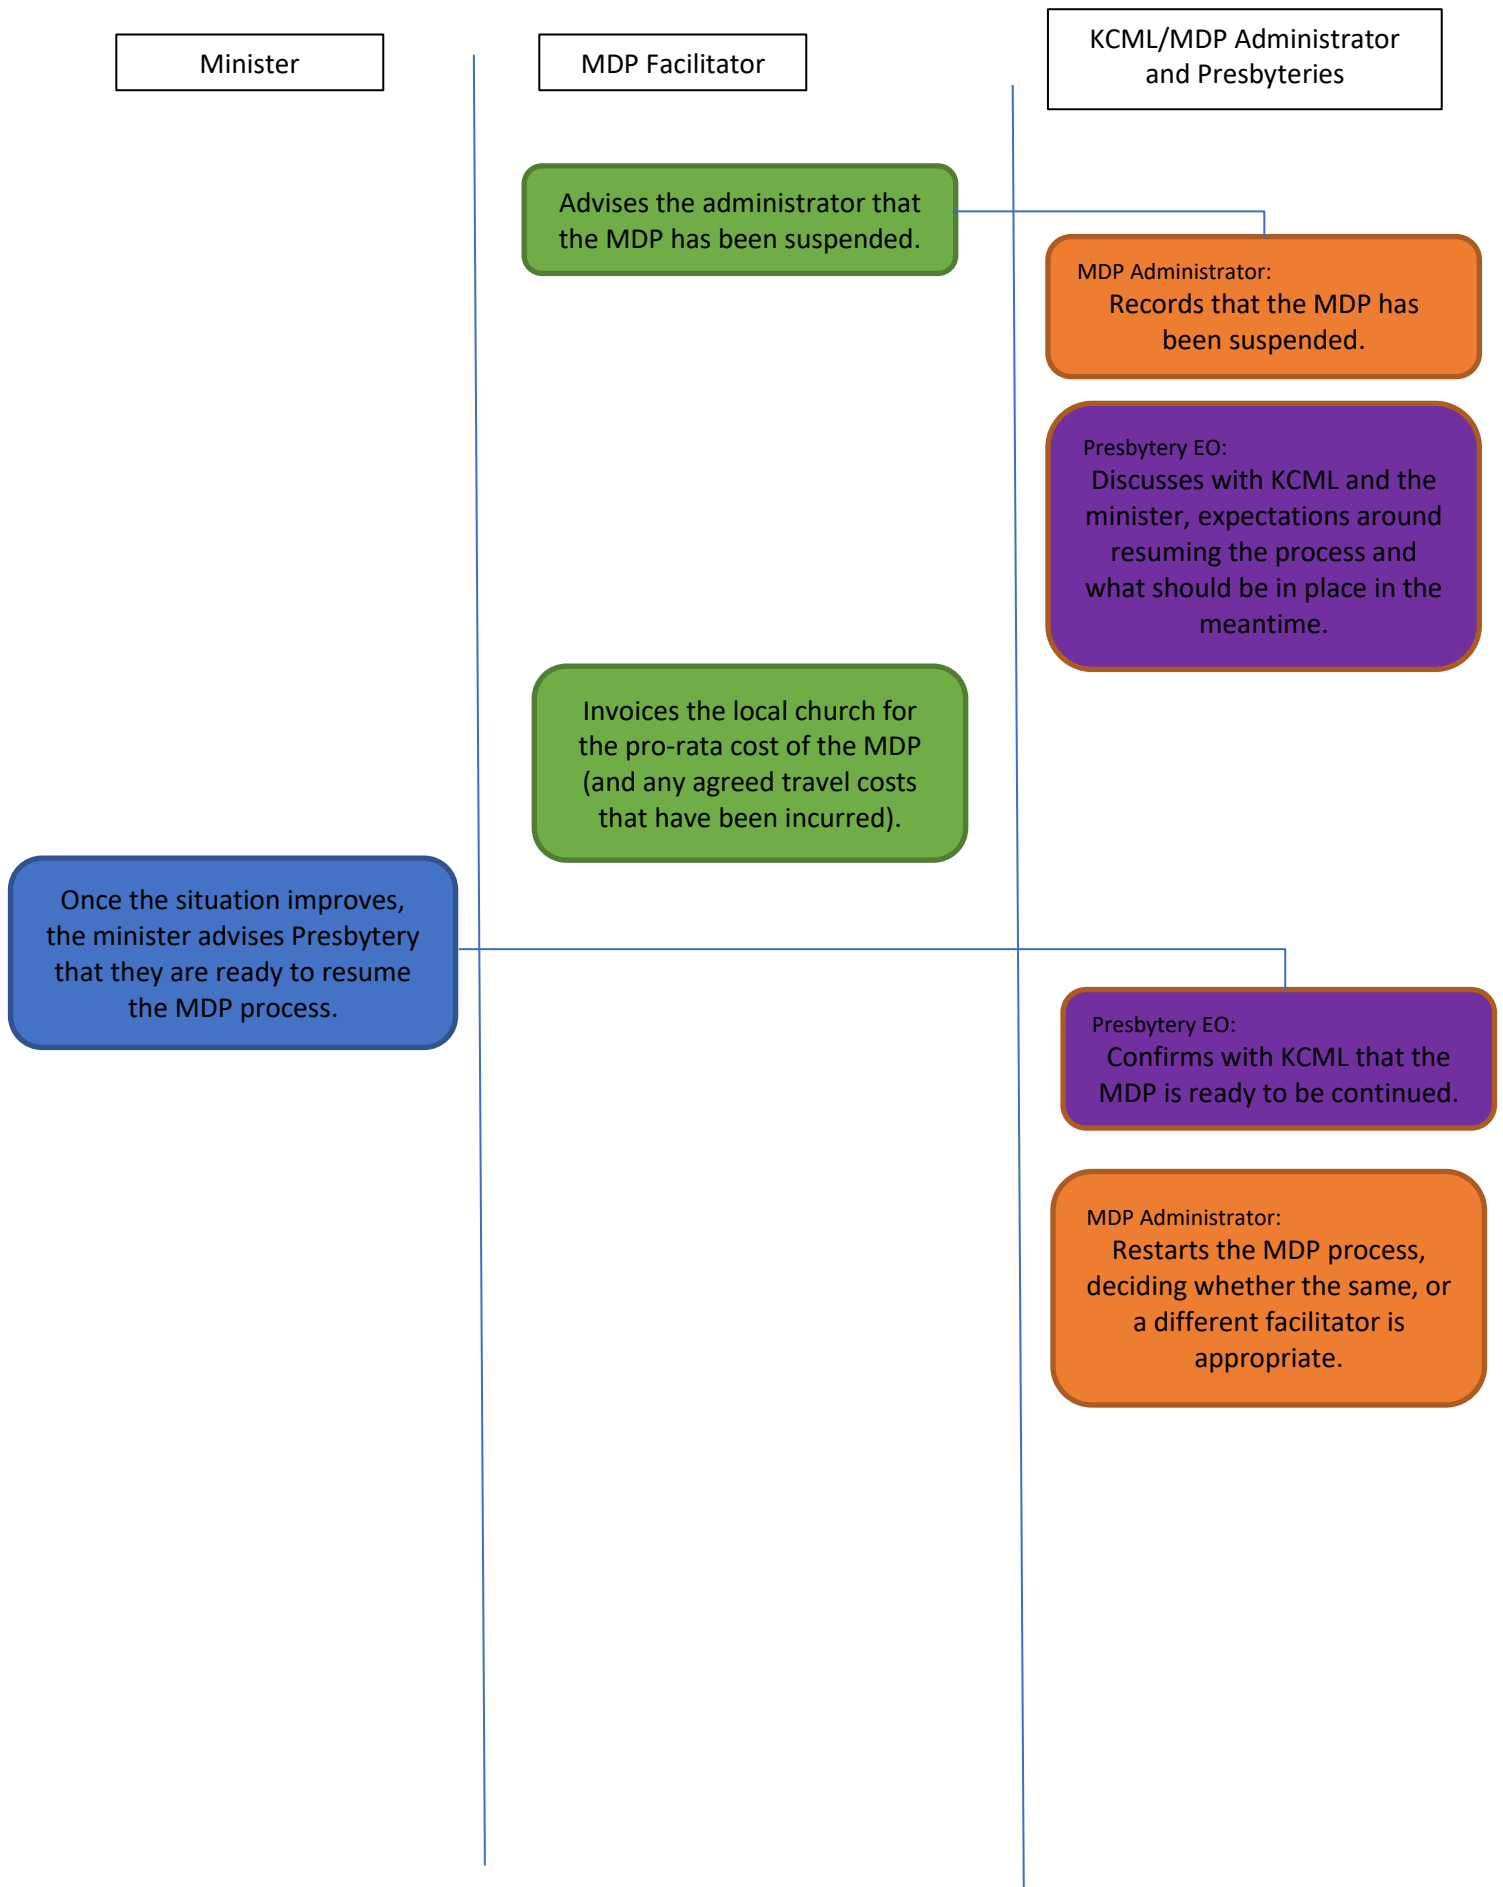 Minister
MDP Facilitator
KCML/MDP Administrator
and Presbyteries
Advises the administrator that
the MDP has been suspended.
MDP Administrator:
Records that the MDP has
been suspended.
Presbytery EO:
Discusses with KCML and the
minister, expectations around
resuming the process and
what should be in place in the
meantime.
Invoices the local church for
the pro-rata cost of the MDP
(and any agreed travel costs
that have been incurred).
Once the situation improves,
the minister advises Presbytery
that they are ready to resume
the MDP process.
Presbytery EO:
Confirms with KCML that the
MDP is ready to be continued.
MDP Administrator:
Restarts the MDP process,
deciding whether the same, or
a different facilitator is
appropriate.